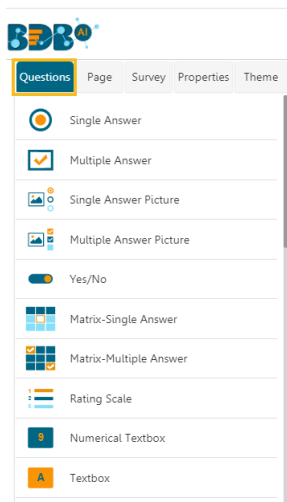 BDB AI
Questions Page Survey Properties Theme
Single Answer
Multiple Answer
Single Answer Picture
Multiple Answer Picture
Yes/No
Matrix-Single Answer
Matrix-Multiple Answer
Rating Scale
9 Numerical Textbox
A Textbox